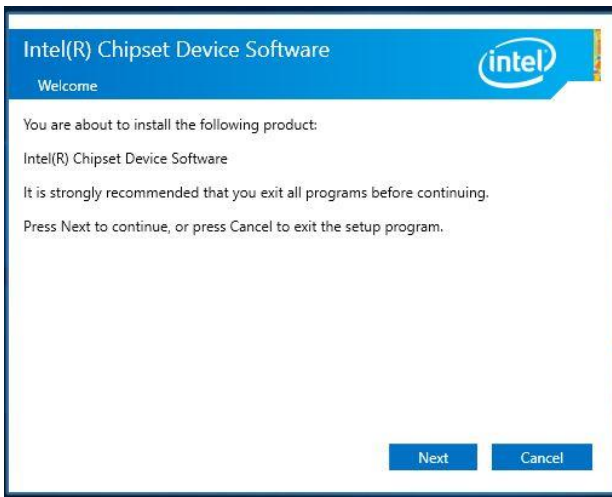 Intel(R) Chipset Device Software
intel
Welcome
You are about to install the following product:
Intel(R) Chipset Device Software
It is strongly recommended that you exit all programs before continuing.
Press Next to continue, or press Cancel to exit the setup program.
Next
Cancel